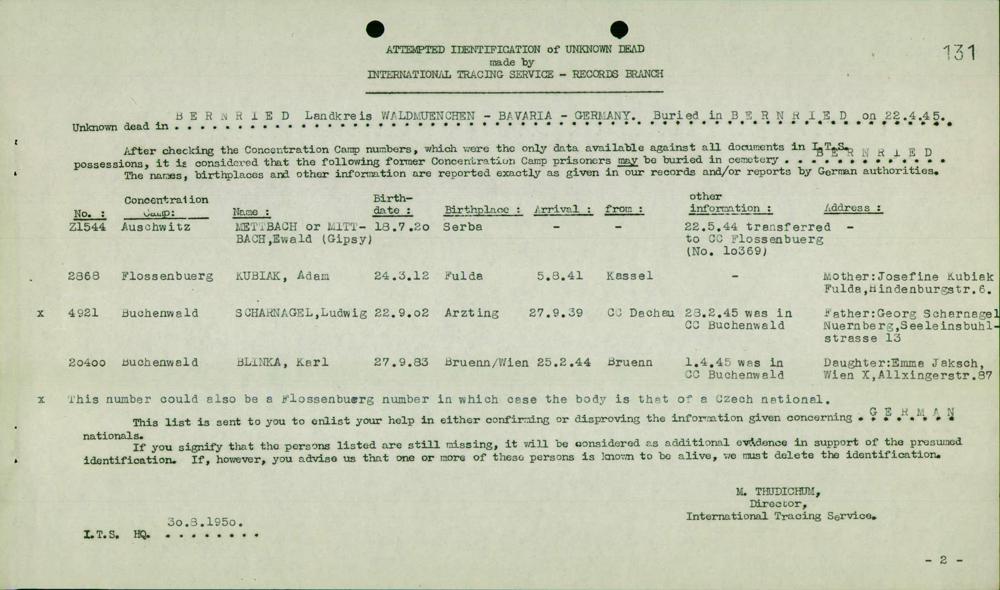 131
ATTEMPTED IDENTIFICATION of UNKNOWN DEAD
made by
INTERNATIONAL TRACING SERVICE - RECORDS BRANCH
Unknown dead in B E R N R I E D Landkreis WALDMUENCHEN - BAVARIA - GERMANY. Buried in B E R N R I E D on 22.4.45.
After checking the Concentration Camp numbers, which were the only data available against all documents in I.T.S.
possessions, it is considered that the following former Concentration Camp prisoners may be buried in cemetery B E R N R I E D
The names, birthplaces and other information are reported exactly as given in our records and/or reports by German authorities.
Concentration Birth- other
No. : Camp: Name : date : Birthplace : Arrival : from : information : Address :
Z1544 Auschwitz METTBACH or MITT- 18.7.2o Serba - - 22.5.44 transferred -
BACH,Ewald (Gipsy) to CC Flossenbuerg
(No. 1o369)
2868 Flossenbuerg KUBIAK, Adam 24.3.12 Fulda 5.8.41 Kassel - Mother:Josefine Kubiak
Fulda,Hindenburgstr.6.
x 4921 Buchenwald SCHARNAGEL,Ludwig 22.9.o2 Arzting 27.9.39 CC Dachau 28.2.45 was in Father:Georg Scharnagel
CC Buchenwald Nuernberg,Seeleinsbuhl-
strasse 13
2o4oo Buchenwald BLINKA, Karl 27.9.83 Bruenn/Wien 25.2.44 Bruenn 1.4.45 was in Daughter:Emma Jaksch,
CC Buchenwald Wien X,Allxingerstr.87
x This number could also be a Flossenbuerg number in which case the body is that of a Czech national.
This list is sent to you to enlist your help in either confirming or disproving the information given concerning G E R M A N
nationals.
If you signify that the persons listed are still missing, it will be considered as additional evidence in support of the presumed
identification. If, however, you advise us that one or more of these persons is known to be alive, we must delete the identification.
M. THUDICHUM,
Director,
International Tracing Service.
3o.8.195o.
I.T.S. HQ. . . . . . . . .
- 2 -